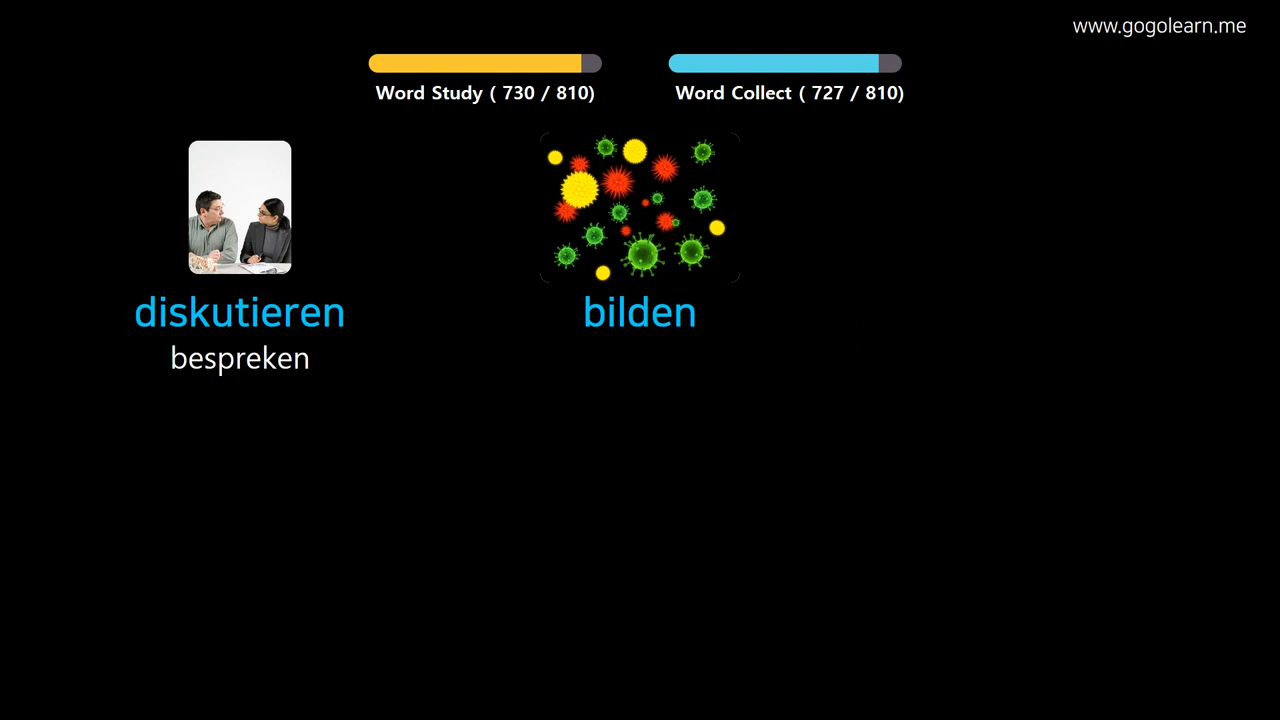 www.gogolearn.me
Word Study ( 730 / 810)
Word Collect ( 727 / 810)
diskutieren
bespreken
bilden